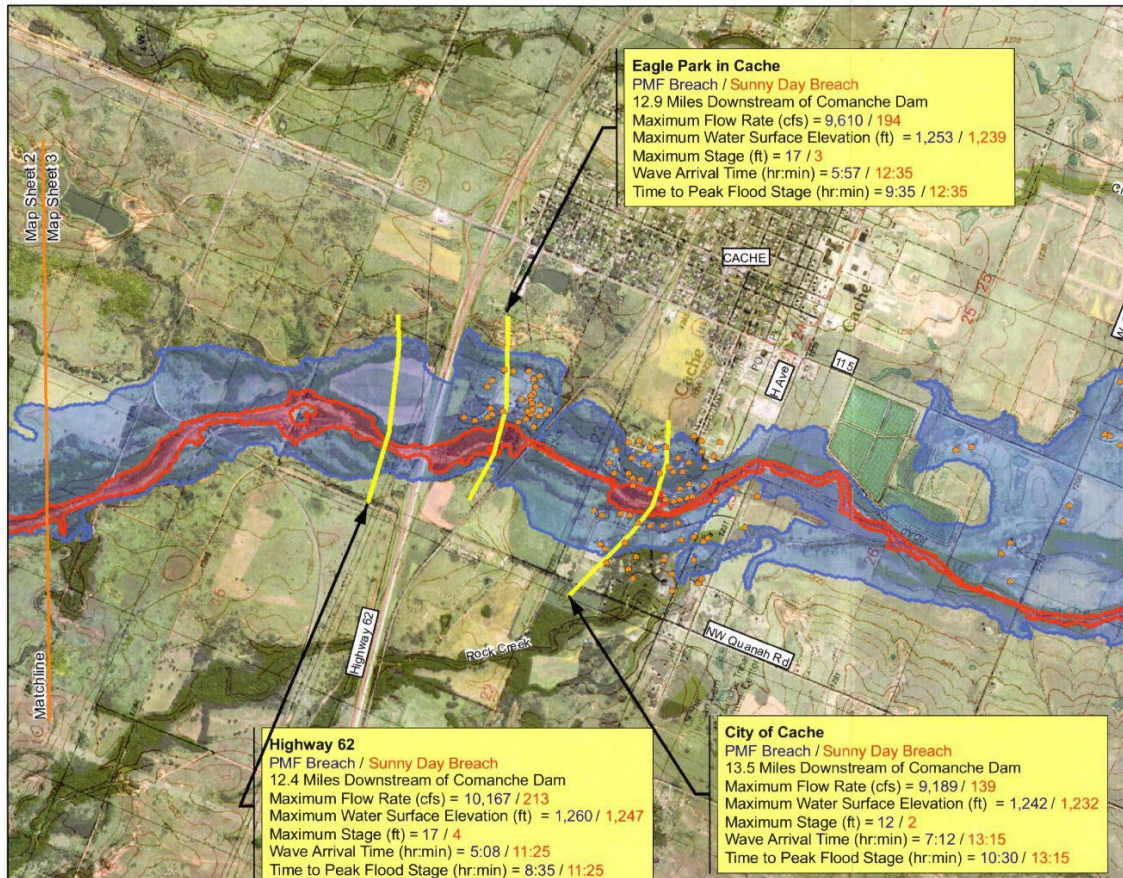 Eagle Park in Cache
PMF Breach / Sunny Day Breach
12.9 Miles Downstream of Comanche Dam
Maximum Flow Rate (cfs) = 9,610 / 194
Maximum Water Surface Elevation (ft) = 1,253 / 1,239
Maximum Stage (ft) = 17 / 3
Wave Arrival Time (hr:min) = 5:57 / 12:35
Time to Peak Flood Stage (hr:min) = 9:35 / 12:35
Map Sheet 2
Map Sheet 3
CACHE
Cache
25
25
24
PO
H Ave
115
Cache
23
26
Creek
Highway 62
Rock Creek
NW Quanah Rd
Matchline
Highway 62
PMF Breach / Sunny Day Breach
12.4 Miles Downstream of Comanche Dam
Maximum Flow Rate (cfs) = 10,167 / 213
Maximum Water Surface Elevation (ft) = 1,260 / 1,247
Maximum Stage (ft) = 17 / 4
Wave Arrival Time (hr:min) = 5:08 / 11:25
Time to Peak Flood Stage (hr:min) = 8:35 / 11:25
City of Cache
PMF Breach / Sunny Day Breach
13.5 Miles Downstream of Comanche Dam
Maximum Flow Rate (cfs) = 9,189 / 139
Maximum Water Surface Elevation (ft) = 1,242 / 1,232
Maximum Stage (ft) = 12 / 2
Wave Arrival Time (hr:min) = 7:12 / 13:15
Time to Peak Flood Stage (hr:min) = 10:30 / 13:15